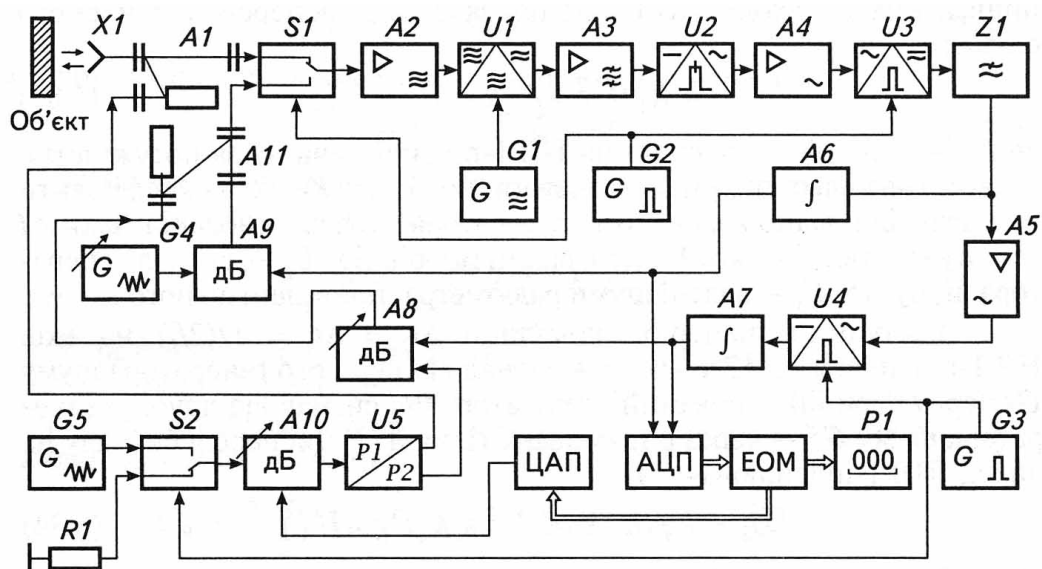 X1
A1
S1
A2
U1
A3
U2
A4
U3
Z1
Об'єкт
A11
G1
G
G2
G
A6
∫
A5
G4
A9
G
дБ
A8
дБ
A7
∫
U4
G5
S2
A10
U5
P1
G3
G
дБ
P1
P2
ЦАП
АЦП
ЕОМ
000
G
R1